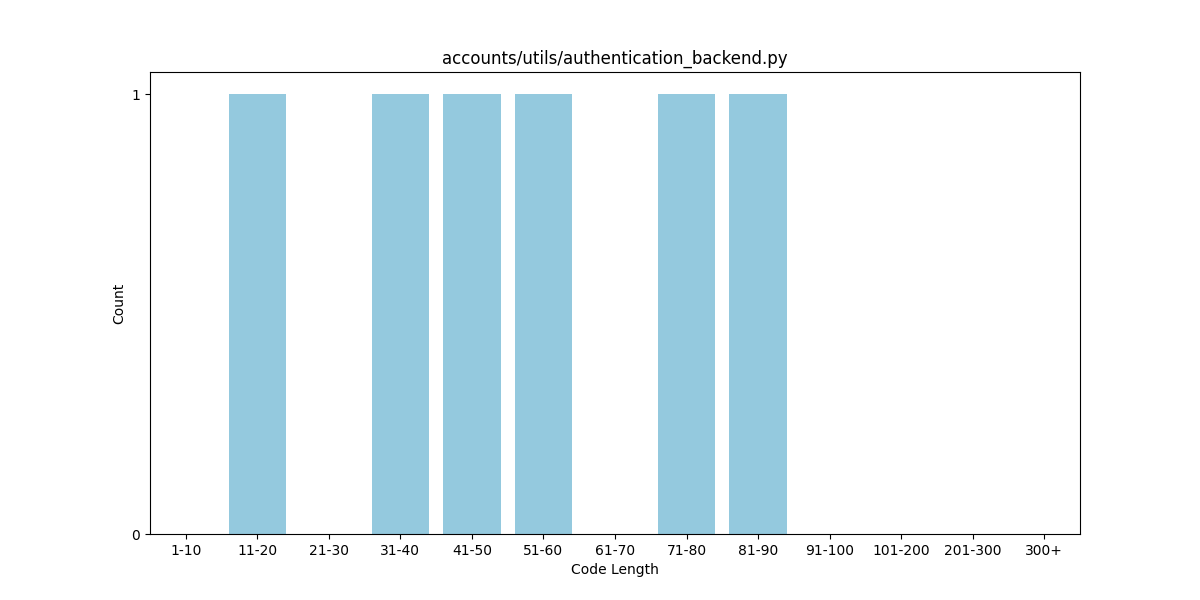 accounts/utils/authentication_backend.py
1
Count
0
1-10 11-20 21-30 31-40 41-50 51-60 61-70 71-80 81-90 91-100 101-200 201-300 300+
Code Length